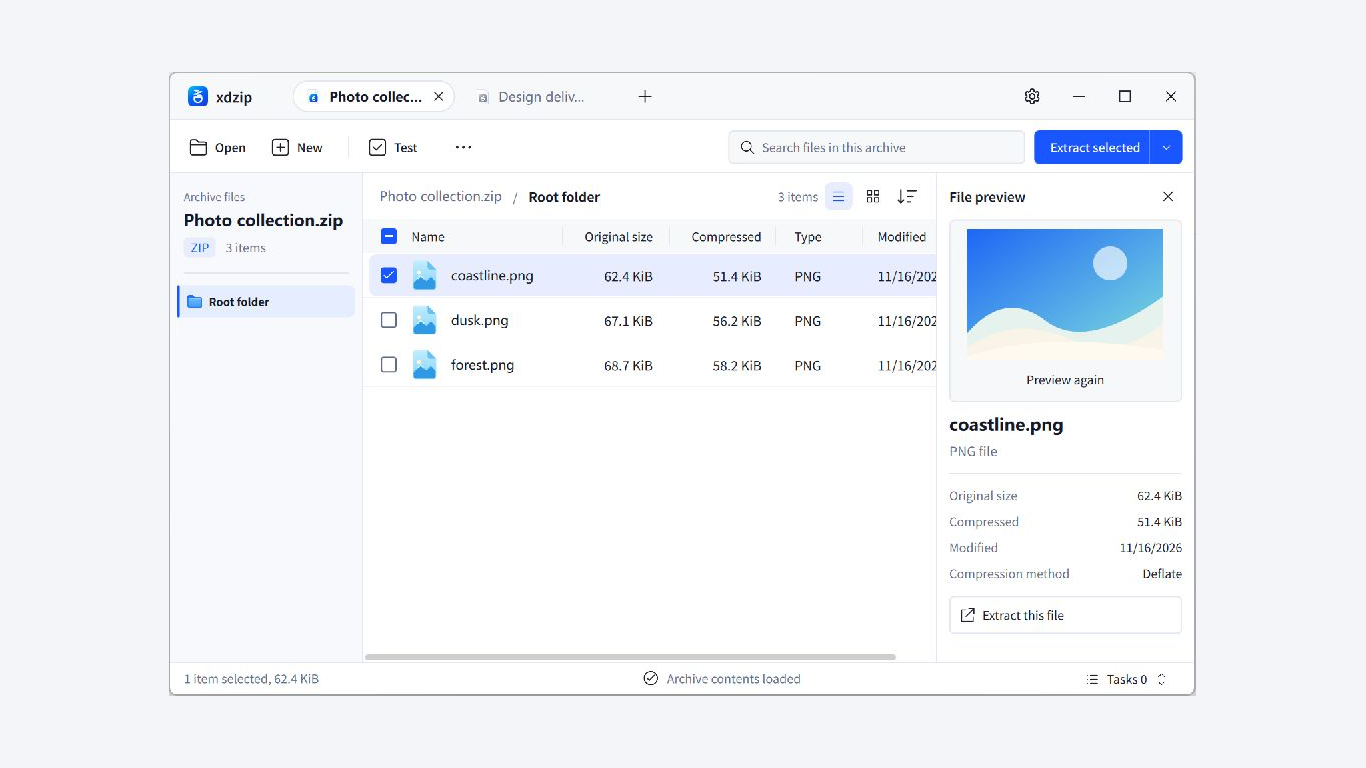 xdzip
Photo collec...
Design deliv...
Open
New
Test
Search files in this archive
Extract selected
Archive files
Photo collection.zip
ZIP
3 items
Root folder
Photo collection.zip / Root folder
3 items
Name Original size Compressed Type Modified
coastline.png 62.4 KiB 51.4 KiB PNG 11/16/202
dusk.png 67.1 KiB 56.2 KiB PNG 11/16/202
forest.png 68.7 KiB 58.2 KiB PNG 11/16/202
File preview
Preview again
coastline.png
PNG file
Original size 62.4 KiB
Compressed 51.4 KiB
Modified 11/16/2026
Compression method Deflate
Extract this file
1 item selected, 62.4 KiB
Archive contents loaded
Tasks 0